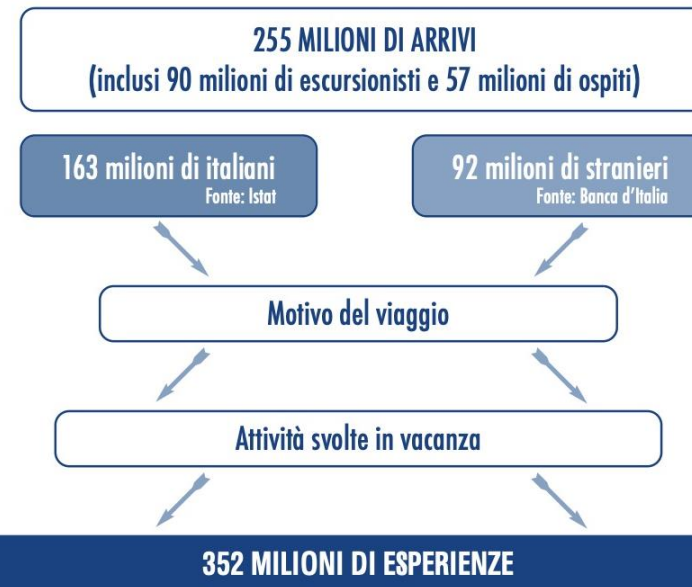 255 MILIONI DI ARRIVI
(inclusi 90 milioni di escursionisti e 57 milioni di ospiti)
163 milioni di italiani
Fonte: Istat
92 milioni di stranieri
Fonte: Banca d'Italia
Motivo del viaggio
Attività svolte in vacanza
352 MILIONI DI ESPERIENZE